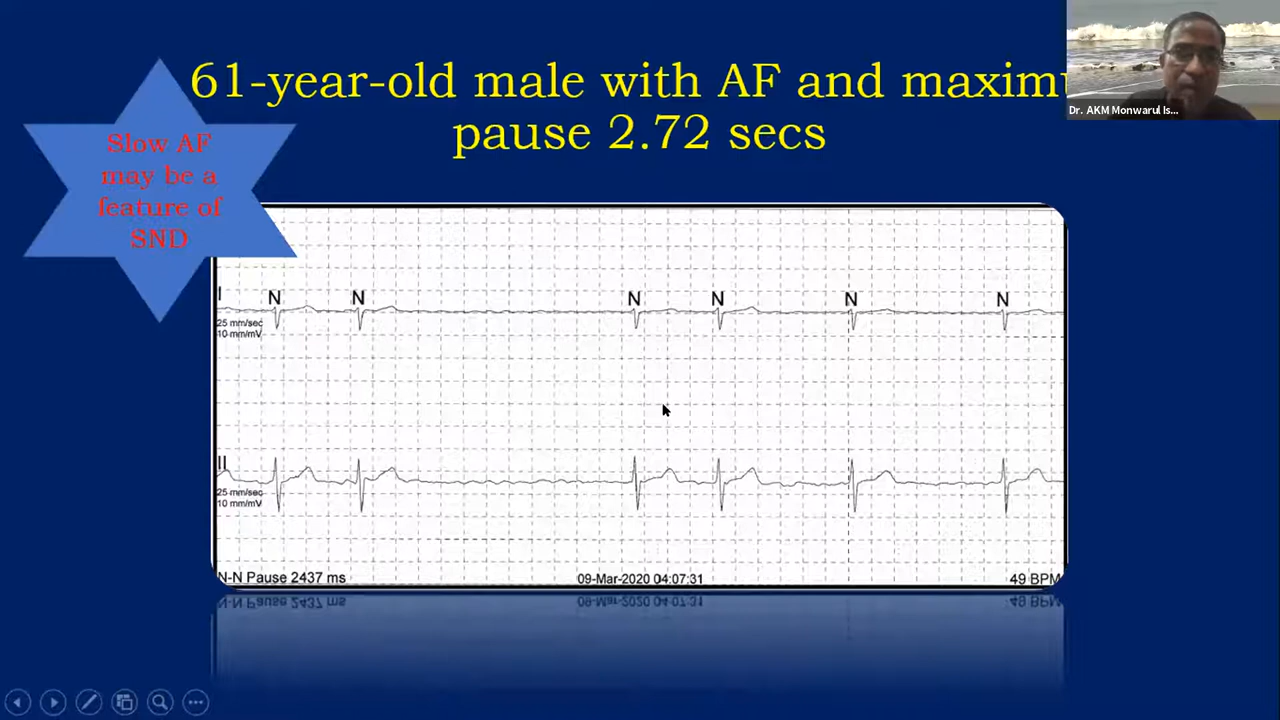 61-year-old male with AF and maxim
pause 2.72 secs
Dr. AKM Monwarul Is...
Slow AF
may be a
feature of
SND
I
N N N N N N
25 mm/sec
10 mm/mV
II
25 mm/sec
10 mm/mV
N-N Pause 2437 ms 09-Mar-2020 04:07:31 49 BPM